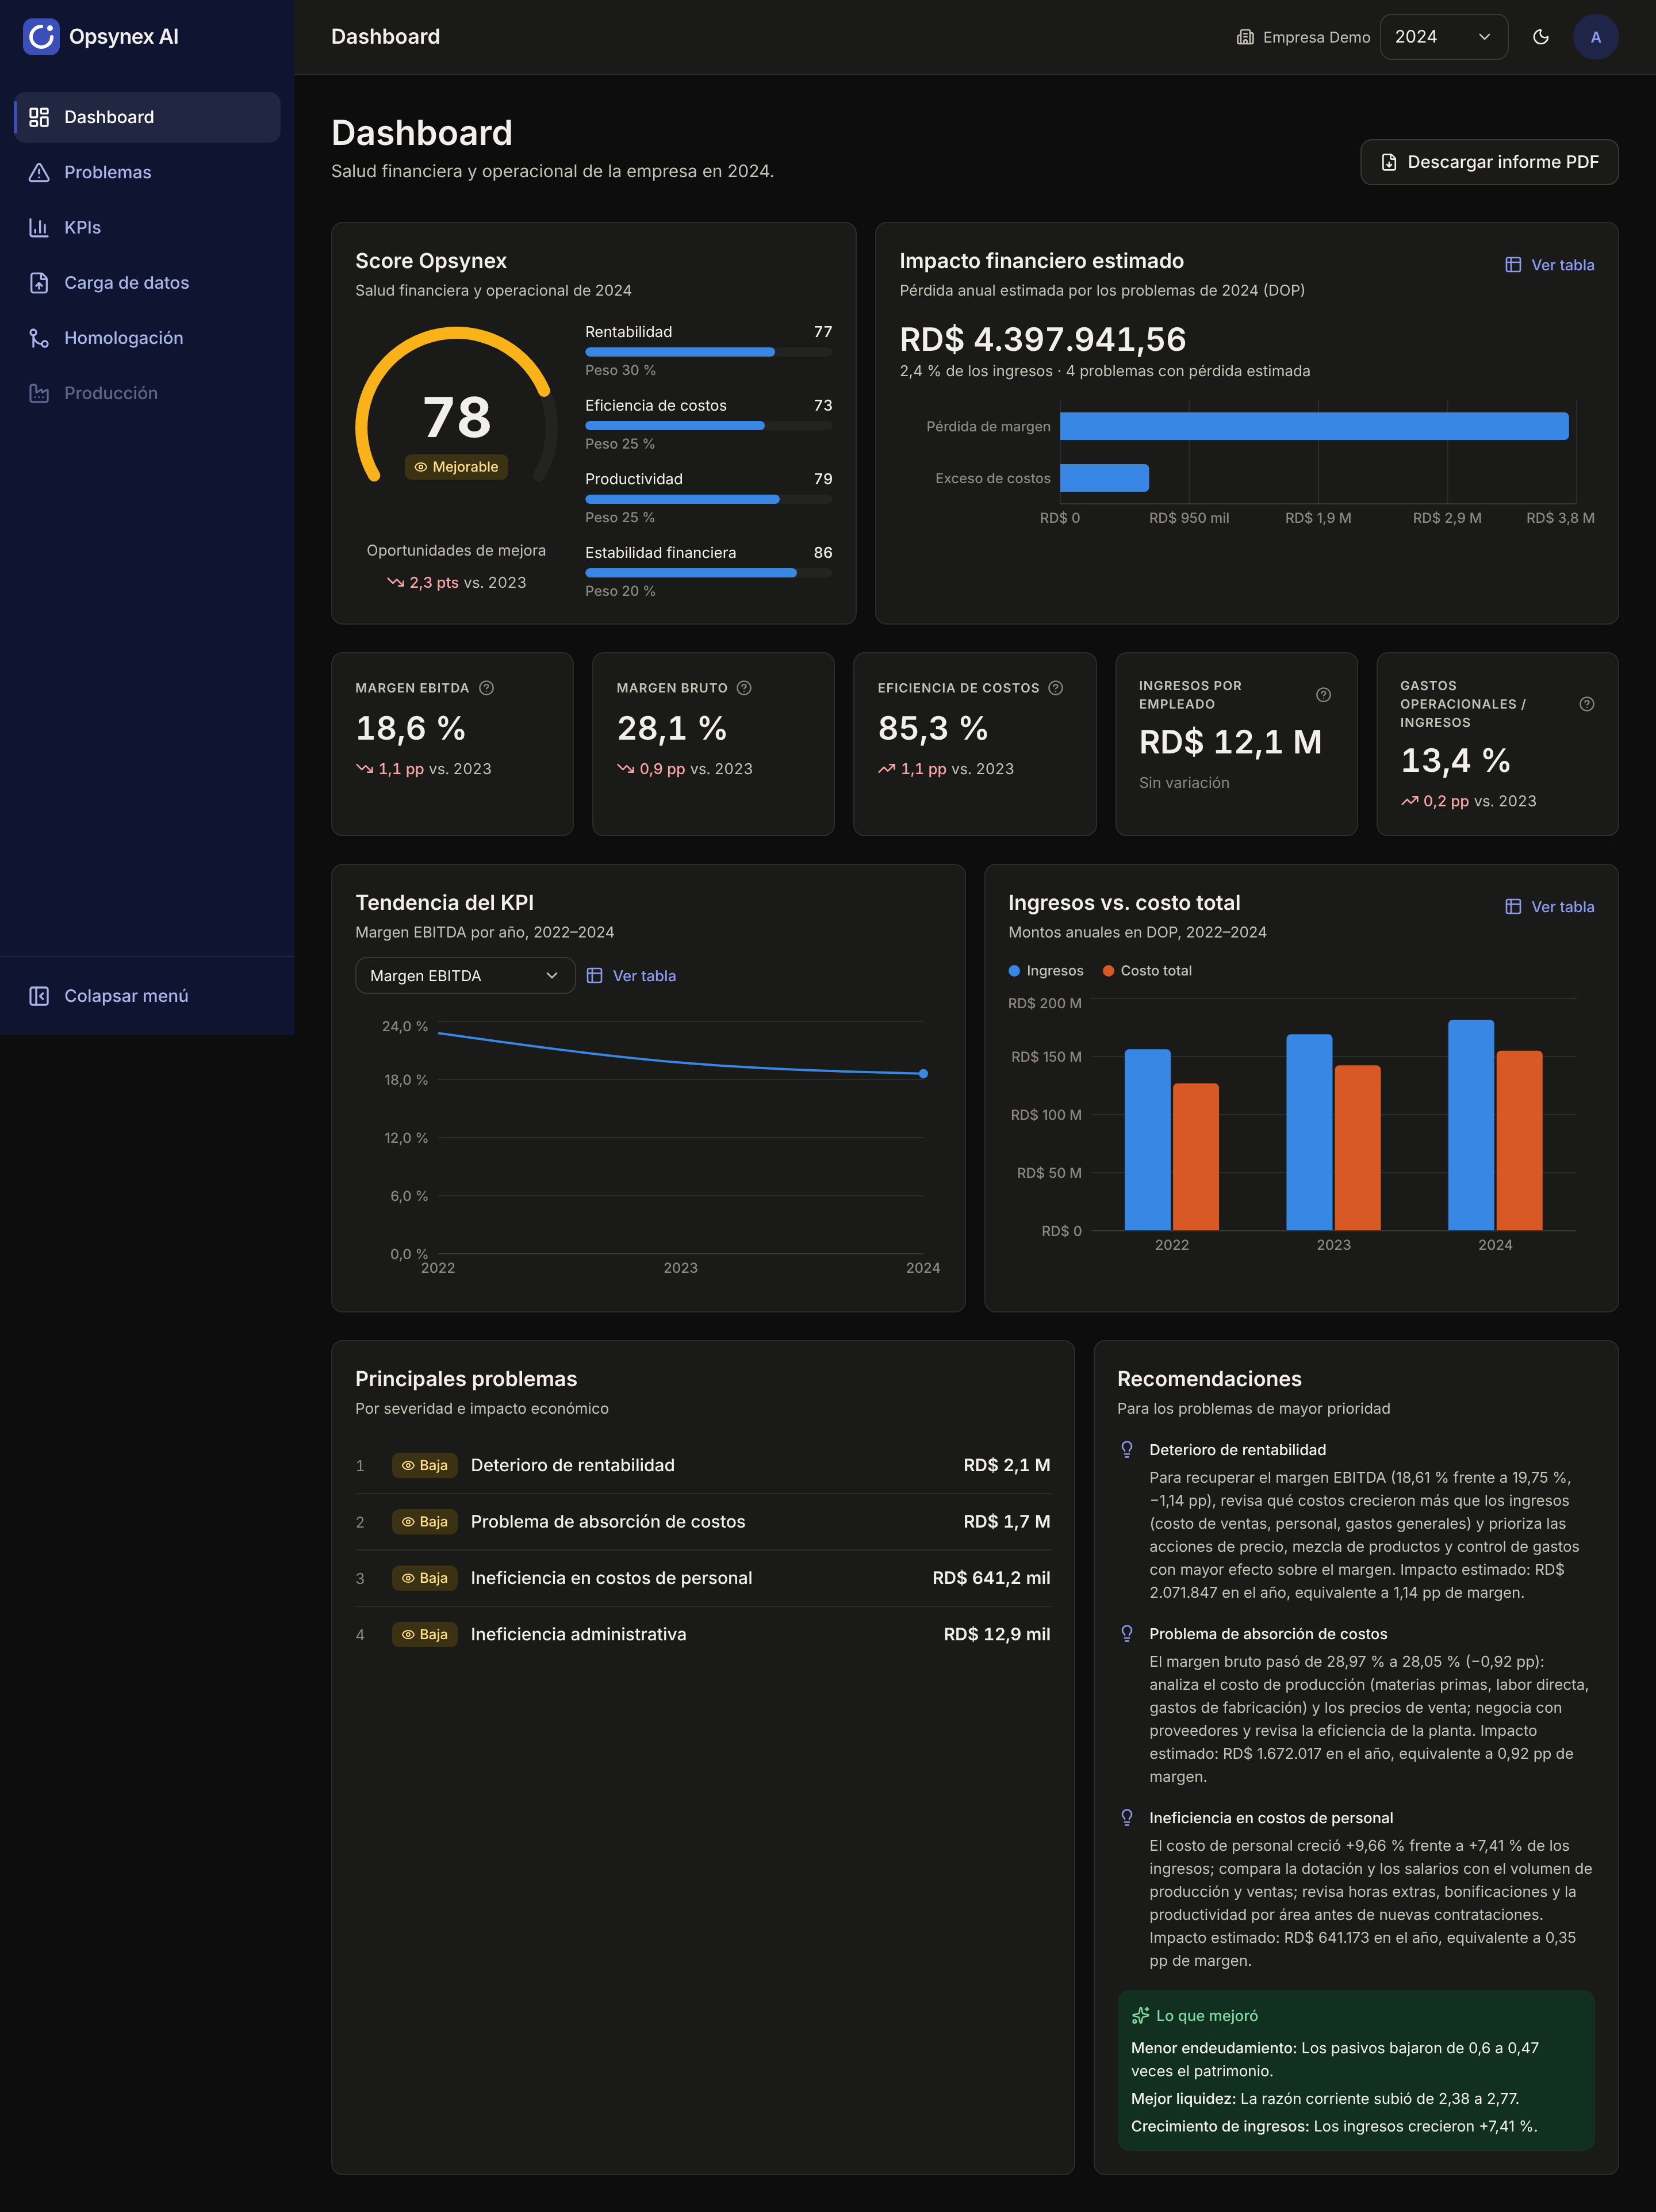 Opsynex AI
Dashboard
Problemas
KPIs
Carga de datos
Homologación
Producción
Colapsar menú
Dashboard
Empresa Demo
2024
A
Dashboard
Salud financiera y operacional de la empresa en 2024.
Descargar informe PDF
Score Opsynex
Salud financiera y operacional de 2024
78
Mejorable
Oportunidades de mejora
2,3 pts vs. 2023
Rentabilidad 77
Peso 30 %
Eficiencia de costos 73
Peso 25 %
Productividad 79
Peso 25 %
Estabilidad financiera 86
Peso 20 %
Impacto financiero estimado
Ver tabla
Pérdida anual estimada por los problemas de 2024 (DOP)
RD$ 4.397.941,56
2,4 % de los ingresos · 4 problemas con pérdida estimada
Pérdida de margen
Exceso de costos
RD$ 0 RD$ 950 mil RD$ 1,9 M RD$ 2,9 M RD$ 3,8 M
MARGEN EBITDA
18,6 %
1,1 pp vs. 2023
MARGEN BRUTO
28,1 %
0,9 pp vs. 2023
EFICIENCIA DE COSTOS
85,3 %
1,1 pp vs. 2023
INGRESOS POR
EMPLEADO
RD$ 12,1 M
Sin variación
GASTOS
OPERACIONALES /
INGRESOS
13,4 %
0,2 pp vs. 2023
Tendencia del KPI
Margen EBITDA por año, 2022–2024
Margen EBITDA
Ver tabla
24,0 %
18,0 %
12,0 %
6,0 %
0,0 %
2022 2023 2024
Ingresos vs. costo total
Ver tabla
Montos anuales en DOP, 2022–2024
Ingresos Costo total
RD$ 200 M
RD$ 150 M
RD$ 100 M
RD$ 50 M
RD$ 0
2022 2023 2024
Principales problemas
Por severidad e impacto económico
1 Baja Deterioro de rentabilidad RD$ 2,1 M
2 Baja Problema de absorción de costos RD$ 1,7 M
3 Baja Ineficiencia en costos de personal RD$ 641,2 mil
4 Baja Ineficiencia administrativa RD$ 12,9 mil
Recomendaciones
Para los problemas de mayor prioridad
Deterioro de rentabilidad
Para recuperar el margen EBITDA (18,61 % frente a 19,75 %,
−1,14 pp), revisa qué costos crecieron más que los ingresos
(costo de ventas, personal, gastos generales) y prioriza las
acciones de precio, mezcla de productos y control de gastos
con mayor efecto sobre el margen. Impacto estimado: RD$
2.071.847 en el año, equivalente a 1,14 pp de margen.
Problema de absorción de costos
El margen bruto pasó de 28,97 % a 28,05 % (−0,92 pp):
analiza el costo de producción (materias primas, labor directa,
gastos de fabricación) y los precios de venta; negocia con
proveedores y revisa la eficiencia de la planta. Impacto
estimado: RD$ 1.672.017 en el año, equivalente a 0,92 pp de
margen.
Ineficiencia en costos de personal
El costo de personal creció +9,66 % frente a +7,41 % de los
ingresos; compara la dotación y los salarios con el volumen de
producción y ventas; revisa horas extras, bonificaciones y la
productividad por área antes de nuevas contrataciones.
Impacto estimado: RD$ 641.173 en el año, equivalente a 0,35
pp de margen.
Lo que mejoró
Menor endeudamiento: Los pasivos bajaron de 0,6 a 0,47
veces el patrimonio.
Mejor liquidez: La razón corriente subió de 2,38 a 2,77.
Crecimiento de ingresos: Los ingresos crecieron +7,41 %.